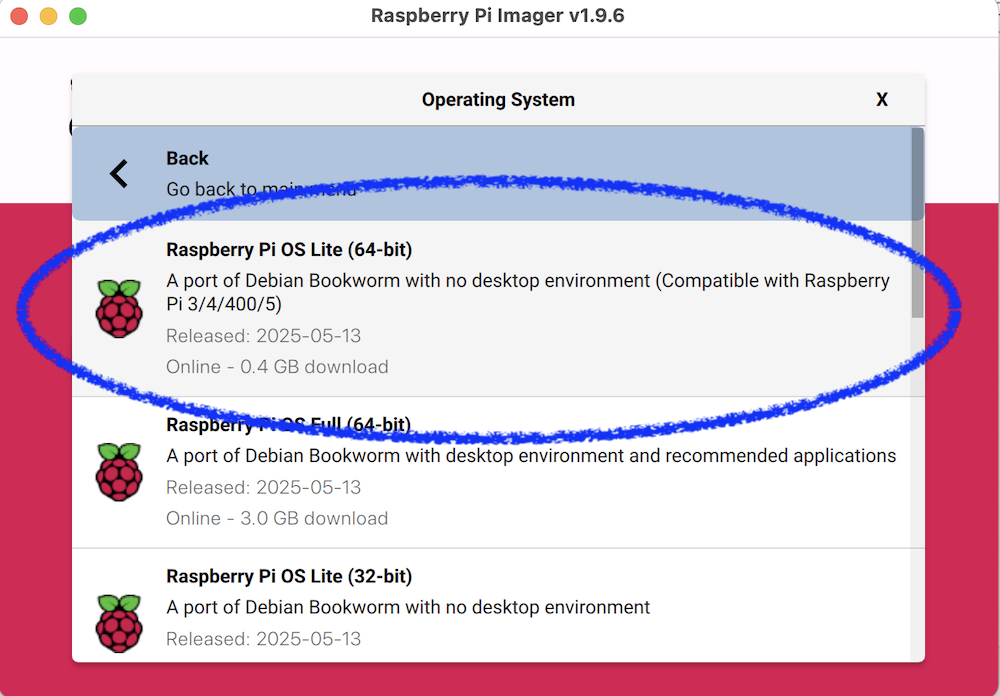 Raspberry Pi Imager v1.9.6
Operating System
X
Back
Go back to main menu
Raspberry Pi OS Lite (64-bit)
A port of Debian Bookworm with no desktop environment (Compatible with Raspberry
Pi 3/4/400/5)
Released: 2025-05-13
Online - 0.4 GB download
Raspberry Pi OS Full (64-bit)
A port of Debian Bookworm with desktop environment and recommended applications
Released: 2025-05-13
Online - 3.0 GB download
Raspberry Pi OS Lite (32-bit)
A port of Debian Bookworm with no desktop environment
Released: 2025-05-13